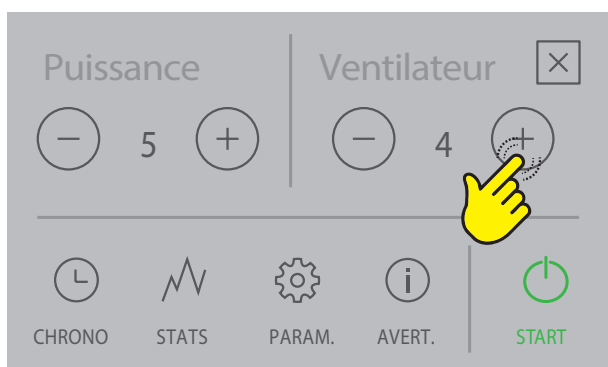 Puissance
Ventilateur
5
4
CHRONO STATS PARAM. AVERT. START